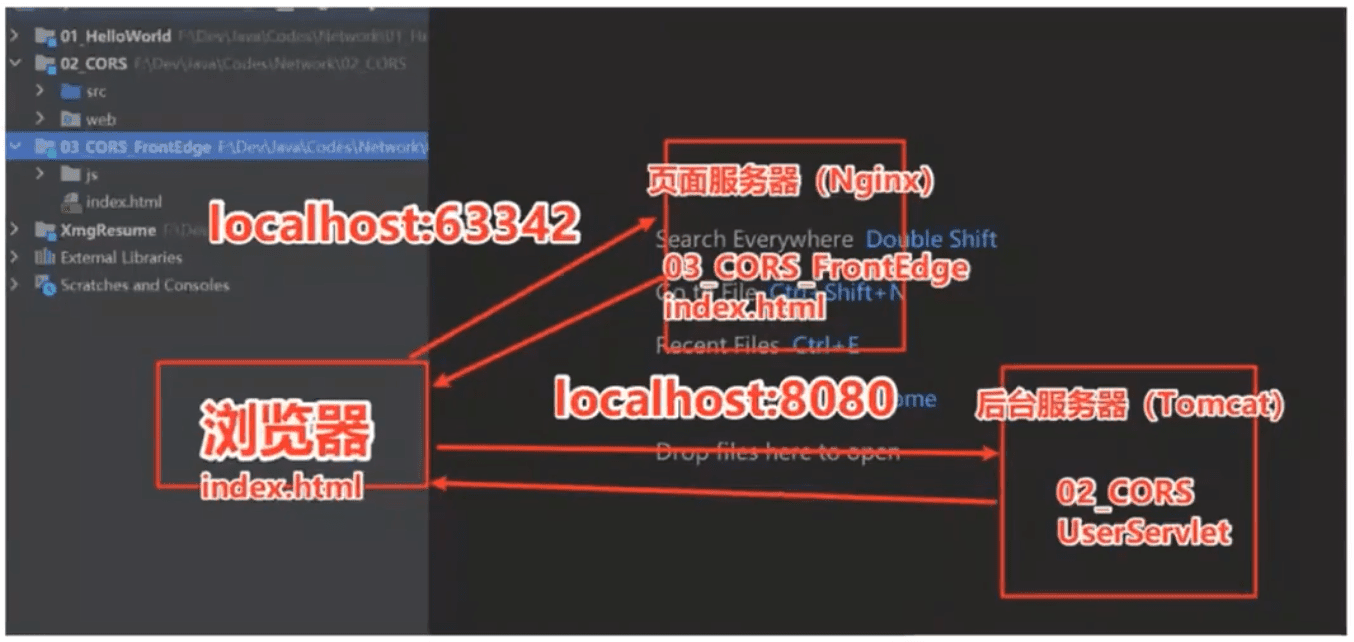 01_HelloWorld F:\Dev\Java\Codes\Network\01_He
02_CORS F:\Dev\Java\Codes\Network\02_CORS
src
web
03_CORS_FrontEdge F:\Dev\Java\Codes\Network\
js
index.html
XmgResume F:\Dev
External Libraries
Scratches and Consoles
localhost:63342
页面服务器（Nginx）
Search Everywhere Double Shift
03_CORS_FrontEdge
Go to File Ctrl+Shift+N
index.html
Recent Files Ctrl+E
localhost:8080
ome
Drop files here to open
浏览器
index.html
后台服务器（Tomcat）
02_CORS
UserServlet